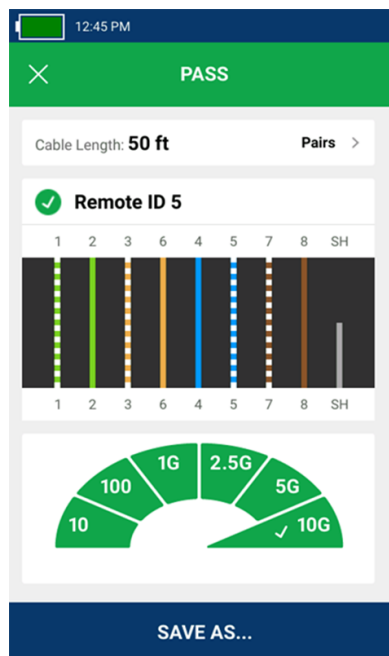 12:45 PM
PASS
Cable Length: 50 ft Pairs >
Remote ID 5
1 2 3 6 4 5 7 8 SH
1 2 3 6 4 5 7 8 SH
10 100 1G 2.5G 5G 10G
SAVE AS...